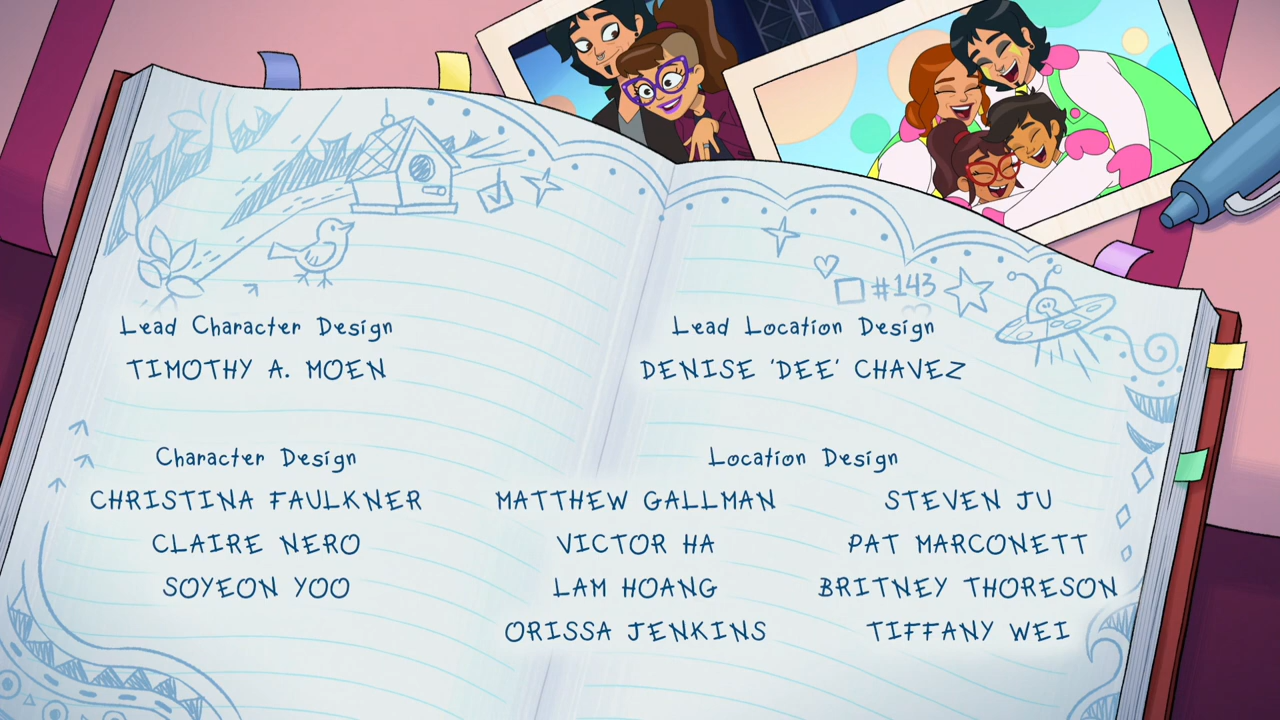 #143
Lead Character Design
TIMOTHY A. MOEN
Lead Location Design
DENISE 'DEE' CHAVEZ
Character Design
CHRISTINA FAULKNER
CLAIRE NERO
SOYEON YOO
Location Design
MATTHEW GALLMAN
VICTOR HA
LAM HOANG
ORISSA JENKINS
STEVEN JU
PAT MARCONETT
BRITNEY THORESON
TIFFANY WEI